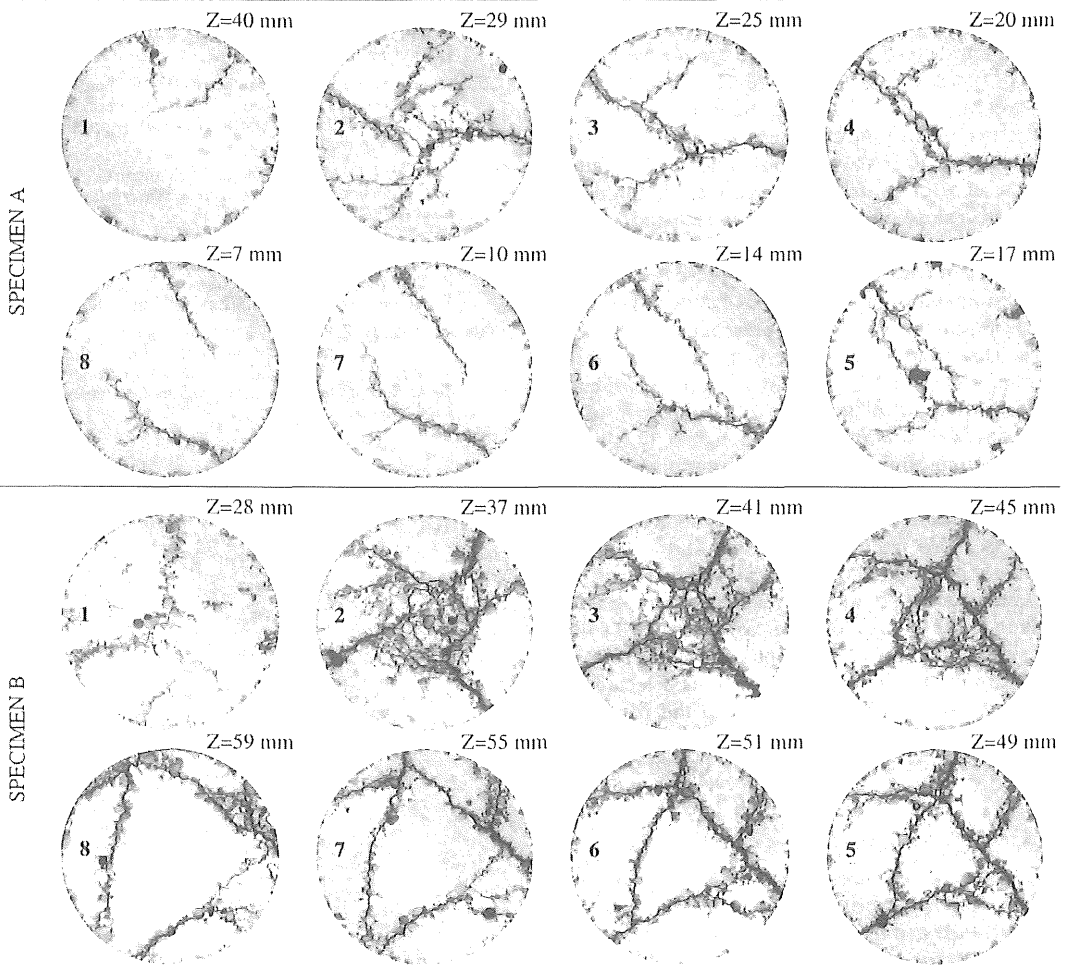 Z=40 mm Z=29 mm Z=25 mm Z=20 mm
1 2 3 4
SPECIMEN A
Z=7 mm Z=10 mm Z=14 mm Z=17 mm
8 7 6 5
Z=28 mm Z=37 mm Z=41 mm Z=45 mm
1 2 3 4
SPECIMEN B
Z=59 mm Z=55 mm Z=51 mm Z=49 mm
8 7 6 5